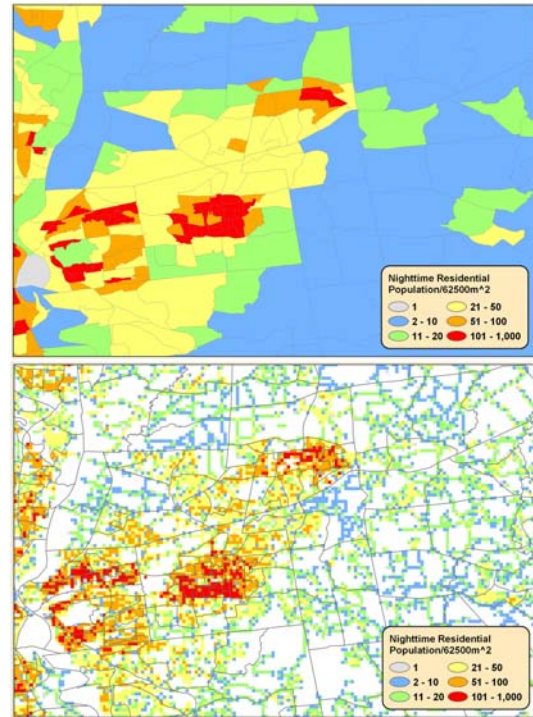 Nighttime Residential
Population/62500m^2
1
21 - 50
2 - 10
51 - 100
11 - 20
101 - 1,000
Nighttime Residential
Population/62500m^2
1
21 - 50
2 - 10
51 - 100
11 - 20
101 - 1,000